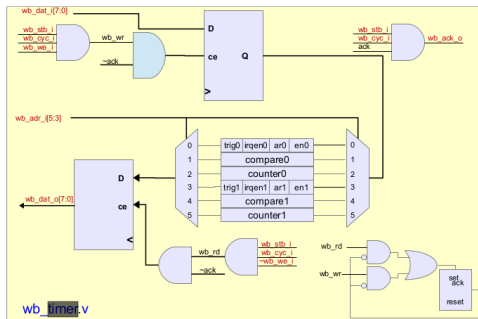 wb_dat_i[7:0]
wb_stb_i
wb_cyc_i
wb_we_i
wb_wr
~ack
D
ce
Q
>
wb_stb_i
wb_cyc_i
ack
wb_ack_o
wb_adr_i[5:3]
0 trig0 irqen0 ar0 en0 0
1 compare0 1
2 counter0 2
3 trig1 irqen1 ar1 en1 3
4 compare1 4
5 counter1 5
D
ce
<
wb_dat_o[7:0]
wb_rd
~ack
wb_stb_i
wb_cyc_i
~wb_we_i
wb_rd
wb_wr
set
ack
reset
wb_timer.v